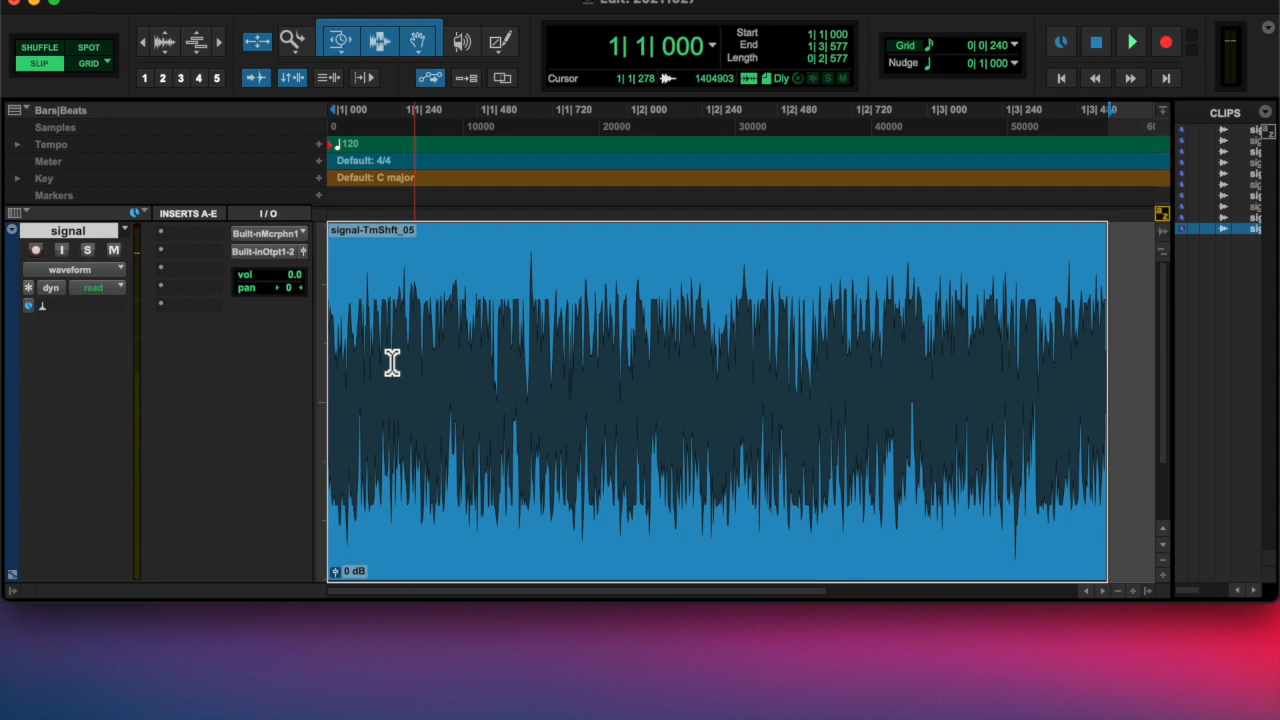 SHUFFLE SPOT
SLIP GRID
1 2 3 4 5
1| 1| 000
Start 1| 1| 000
End 1| 3| 577
Length 0| 2| 577
Cursor 1| 1| 278 1404903 Dly S M
Grid 0| 0| 240
Nudge 0| 1| 000
Bars|Beats 1|1| 240 1|1| 480 1|1| 720 1|2| 000 1|2| 240 1|2| 480 1|2| 720 1|3| 000 1|3| 240
Samples 0 10000 20000 30000 40000 50000
Tempo 120
Meter Default: 4/4
Key Default: C major
Markers
CLIPS
INSERTS A-E I / O
signal
I S M
waveform
dyn read
Built-nMcrphn1
Built-inOtpt1-2
vol 0.0
pan 0
signal-TmShft_05
0 dB